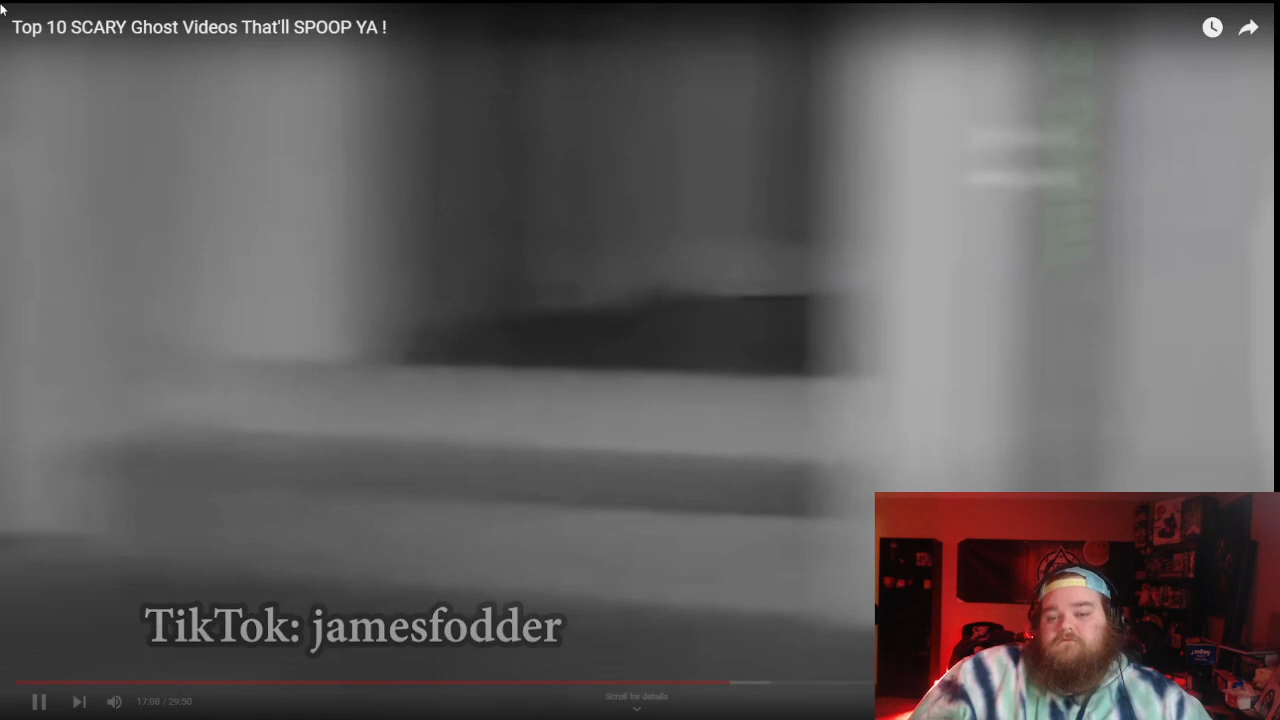 Top 10 SCARY Ghost Videos That'll SPOOP YA !
TikTok: jamesfodder
17:08 / 29:50
Scroll for details